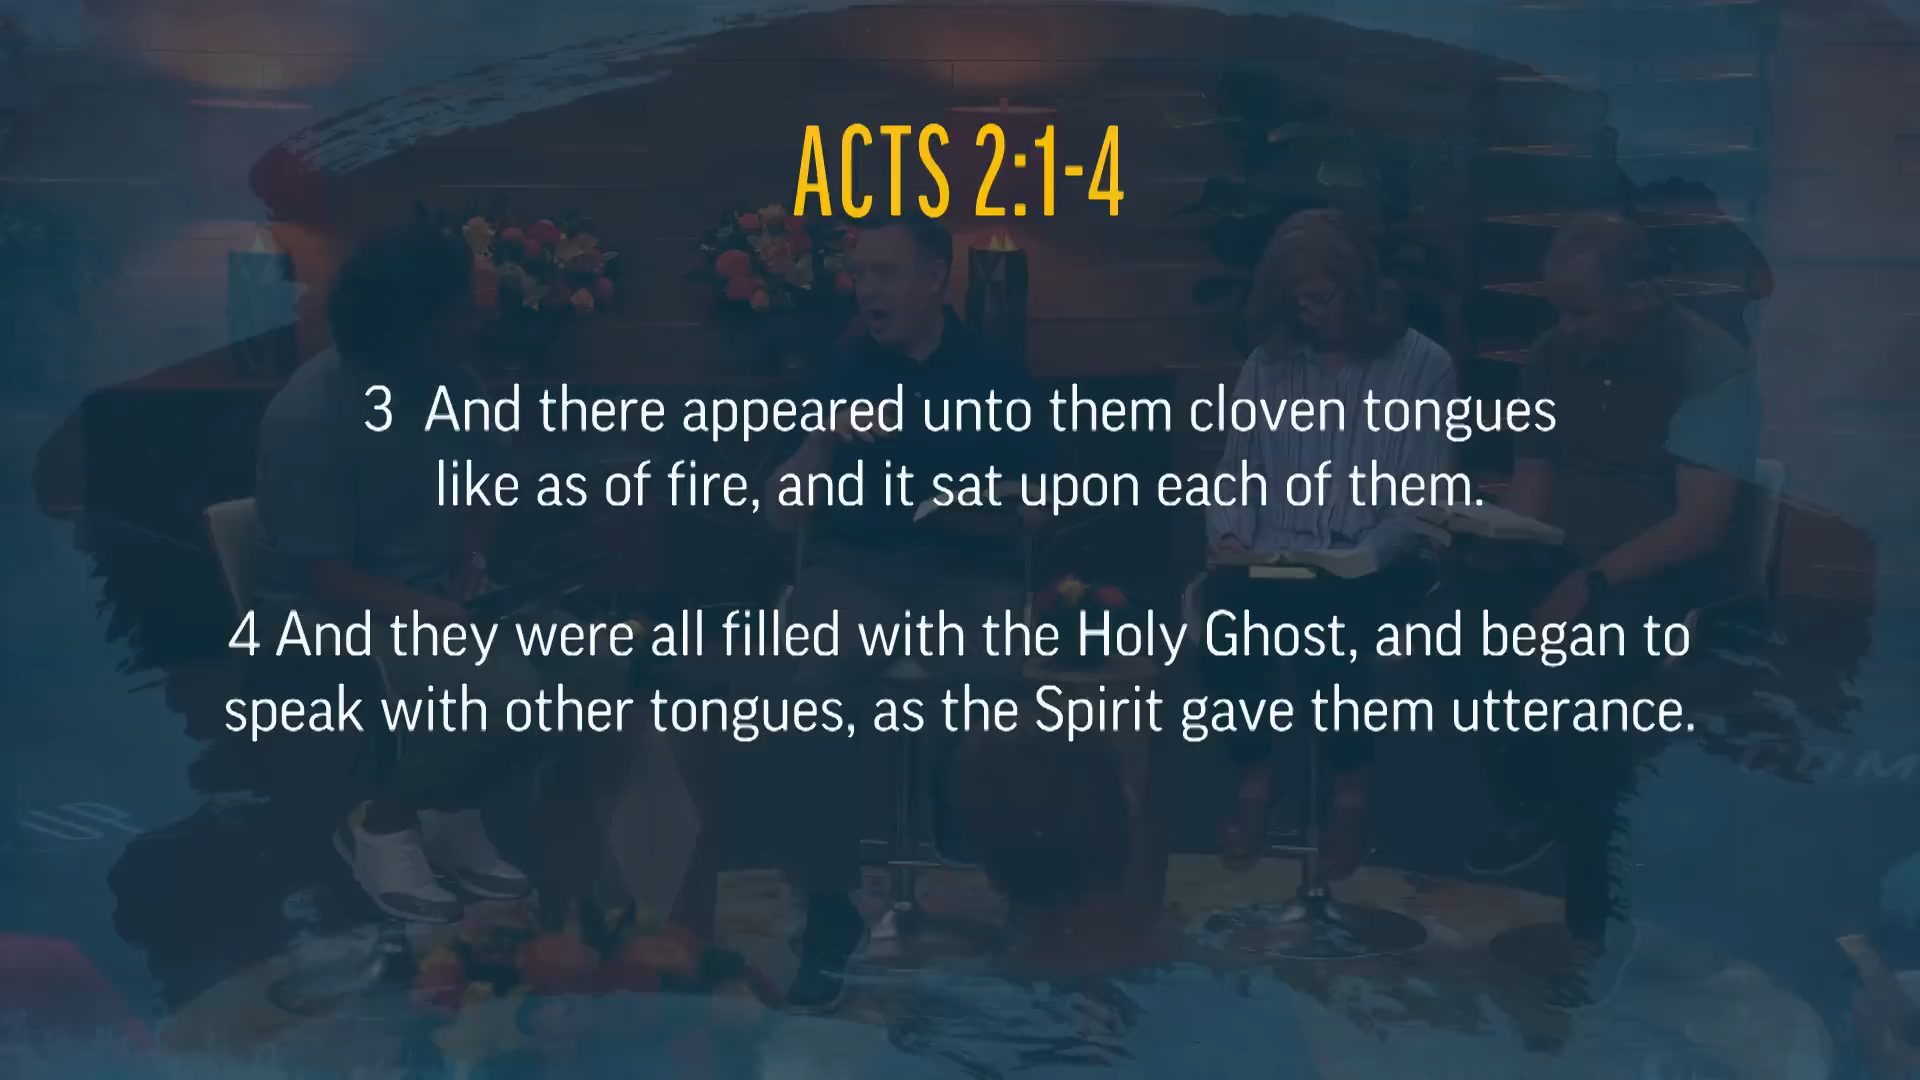 ACTS 2:1-4
3 And there appeared unto them cloven tongues
like as of fire, and it sat upon each of them.
4 And they were all filled with the Holy Ghost, and began to
speak with other tongues, as the Spirit gave them utterance.
UP